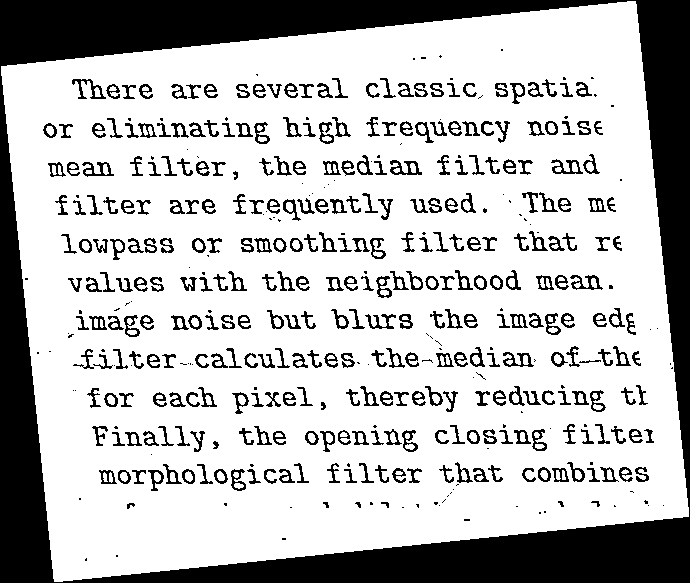 There are several classic spatia
or eliminating high frequency noise
mean filter, the median filter and
filter are frequently used. The me
lowpass or smoothing filter that re
values with the neighborhood mean.
image noise but blurs the image edg
filter calculates the median of the
for each pixel, thereby reducing th
Finally, the opening closing filter
morphological filter that combines